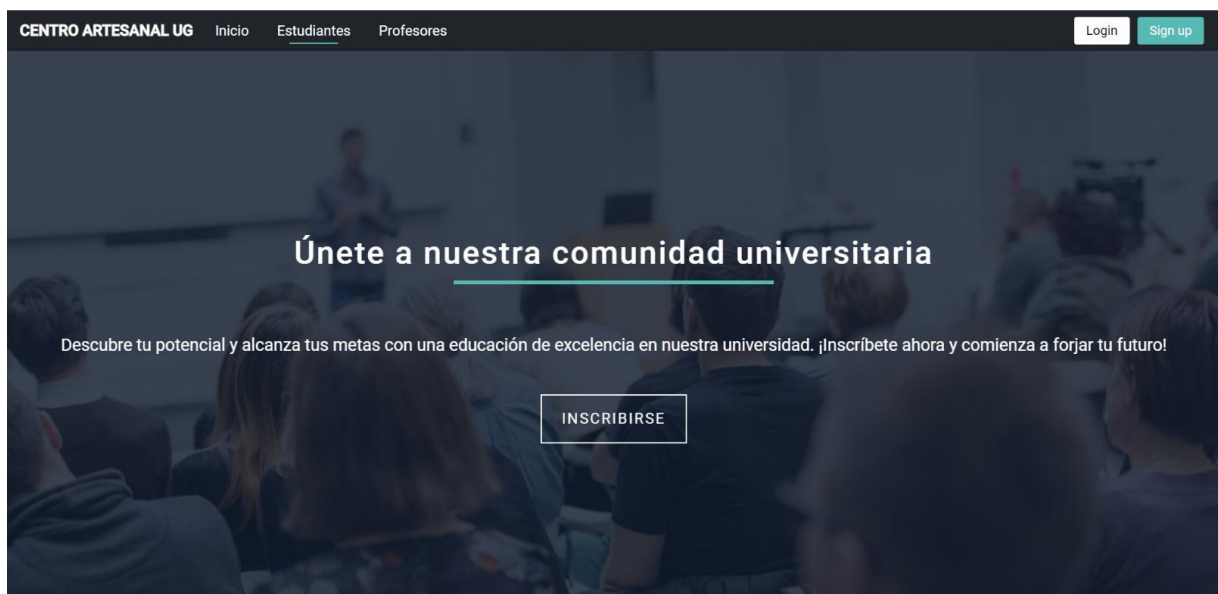 CENTRO ARTESANAL UG Inicio Estudiantes Profesores Login Sign up
Únete a nuestra comunidad universitaria
Descubre tu potencial y alcanza tus metas con una educación de excelencia en nuestra universidad. ¡Inscríbete ahora y comienza a forjar tu futuro!
INSCRIBIRSE